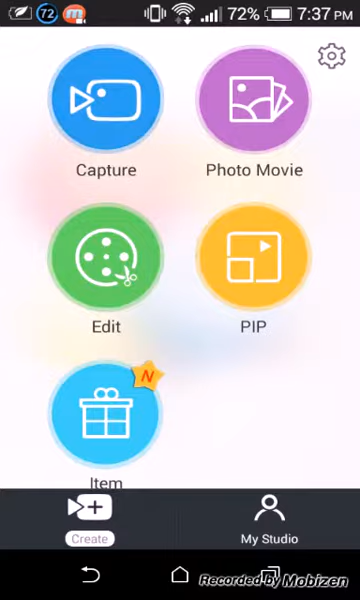 72 72% 7:37 PM
Capture
Photo Movie
Edit
PIP
N
Item
Create
My Studio
Recorded by Mobizen